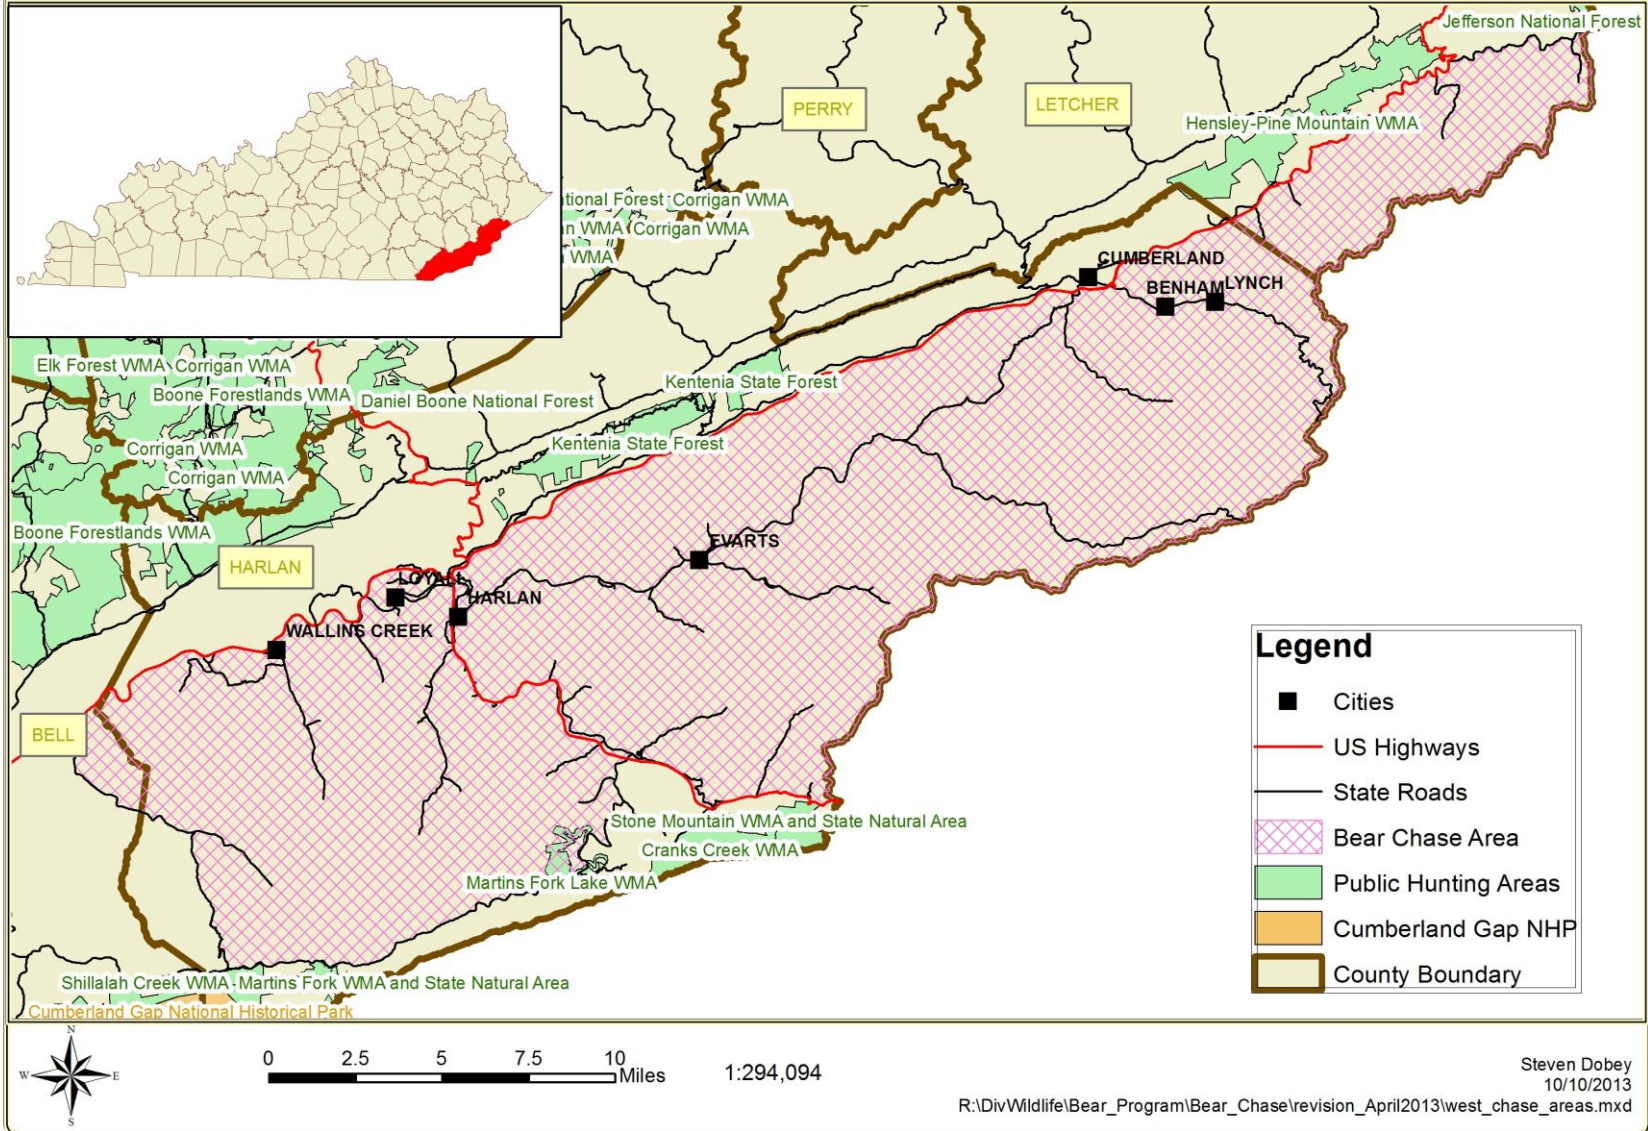 Jefferson National Forest
PERRY
LETCHER
Hensley-Pine Mountain WMA
National Forest Corrigan WMA
WMA Corrigan WMA
WMA
CUMBERLAND
BENHAM
LYNCH
Elk Forest WMA Corrigan WMA
Boone Forestlands WMA
Daniel Boone National Forest
Kentenia State Forest
Kentenia State Forest
Corrigan WMA
Corrigan WMA
Boone Forestlands WMA
HARLAN
EVARTS
LOYALL
HARLAN
WALLINS CREEK
BELL
Stone Mountain WMA and State Natural Area
Cranks Creek WMA
Martins Fork Lake WMA
Shillalah Creek WMA Martins Fork WMA and State Natural Area
Cumberland Gap National Historical Park
Legend
Cities
US Highways
State Roads
Bear Chase Area
Public Hunting Areas
Cumberland Gap NHP
County Boundary
N
W
E
S
0 2.5 5 7.5 10
Miles
1:294,094
Steven Dobey
10/10/2013
R:\DivWildlife\Bear_Program\Bear_Chase\revision_April2013\west_chase_areas.mxd